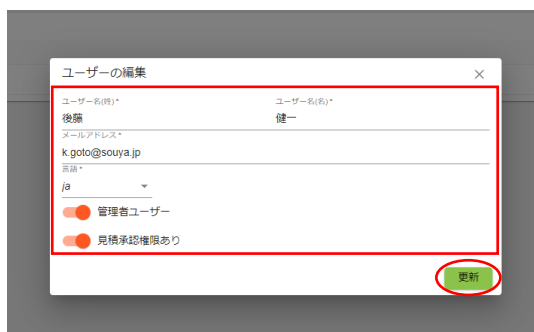 ユーザーの編集
ユーザー名(姓)* ユーザー名(名)*
後藤 健一
メールアドレス*
k.goto@souya.jp
言語*
ja
管理者ユーザー
見積承認権限あり
更新